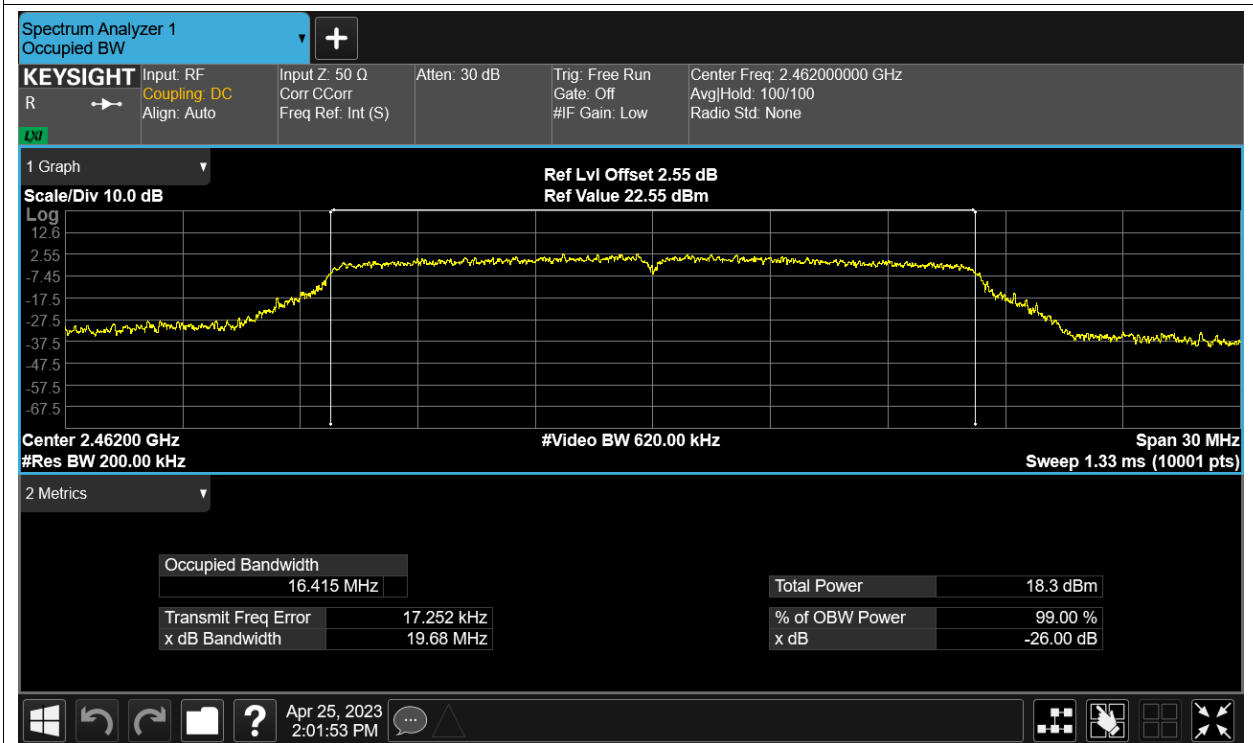 Spectrum Analyzer 1
Occupied BW
KEYSIGHT
R
LXI
Input: RF
Coupling: DC
Align: Auto
Input Z: 50 Ω
Corr CCorr
Freq Ref: Int (S)
Atten: 30 dB
Trig: Free Run
Gate: Off
#IF Gain: Low
Center Freq: 2.462000000 GHz
Avg|Hold: 100/100
Radio Std: None
1 Graph
Scale/Div 10.0 dB
Ref Lvl Offset 2.55 dB
Ref Value 22.55 dBm
Log
12.6
2.55
-7.45
-17.5
-27.5
-37.5
-47.5
-57.5
-67.5
Center 2.46200 GHz
#Video BW 620.00 kHz
Span 30 MHz
#Res BW 200.00 kHz
Sweep 1.33 ms (10001 pts)
2 Metrics
Occupied Bandwidth
16.415 MHz
Transmit Freq Error 17.252 kHz
x dB Bandwidth 19.68 MHz
Total Power 18.3 dBm
% of OBW Power 99.00 %
x dB -26.00 dB
?
Apr 25, 2023
2:01:53 PM